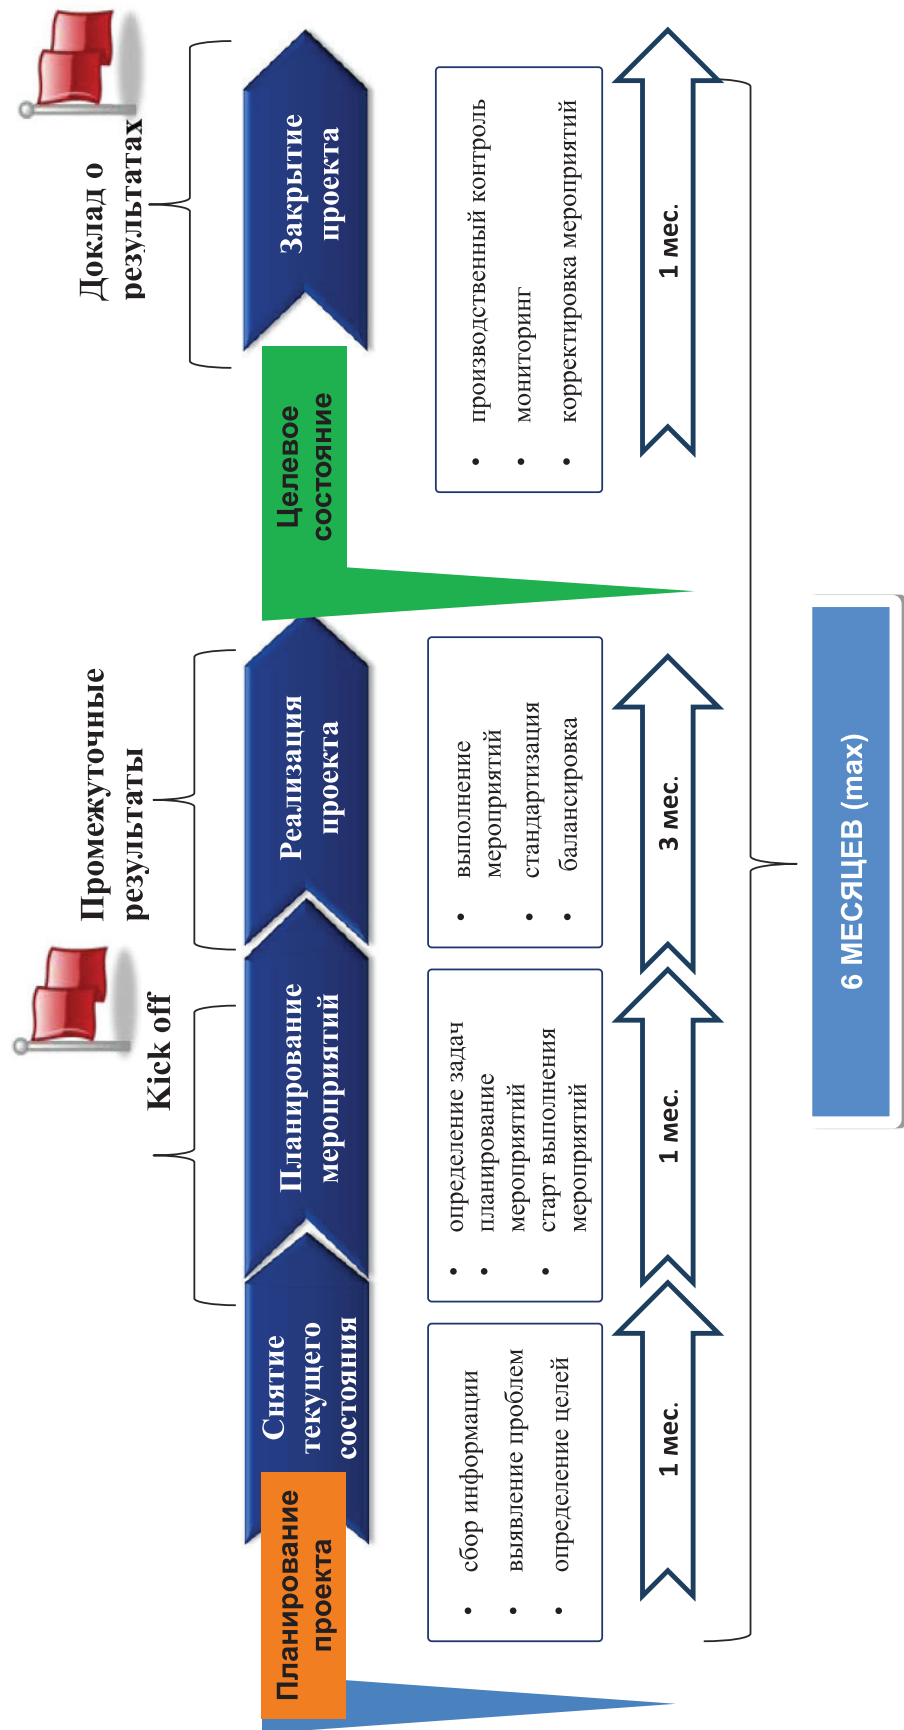 Kick off
Промежуточные
результаты
Доклад о
результатах
Планирование
проекта
Снятие
текущего
состояния
Планирование
мероприятий
Реализация
проекта
Целевое
состояние
Закрытие
проекта
• сбор информации
• выявление проблем
• определение целей
• определение задач
• планирование
мероприятий
• старт выполнения
мероприятий
• выполнение
мероприятий
• стандартизация
• балансировка
• производственный контроль
• мониторинг
• корректировка мероприятий
1 мес.
1 мес.
3 мес.
1 мес.
6 МЕСЯЦЕВ (max)